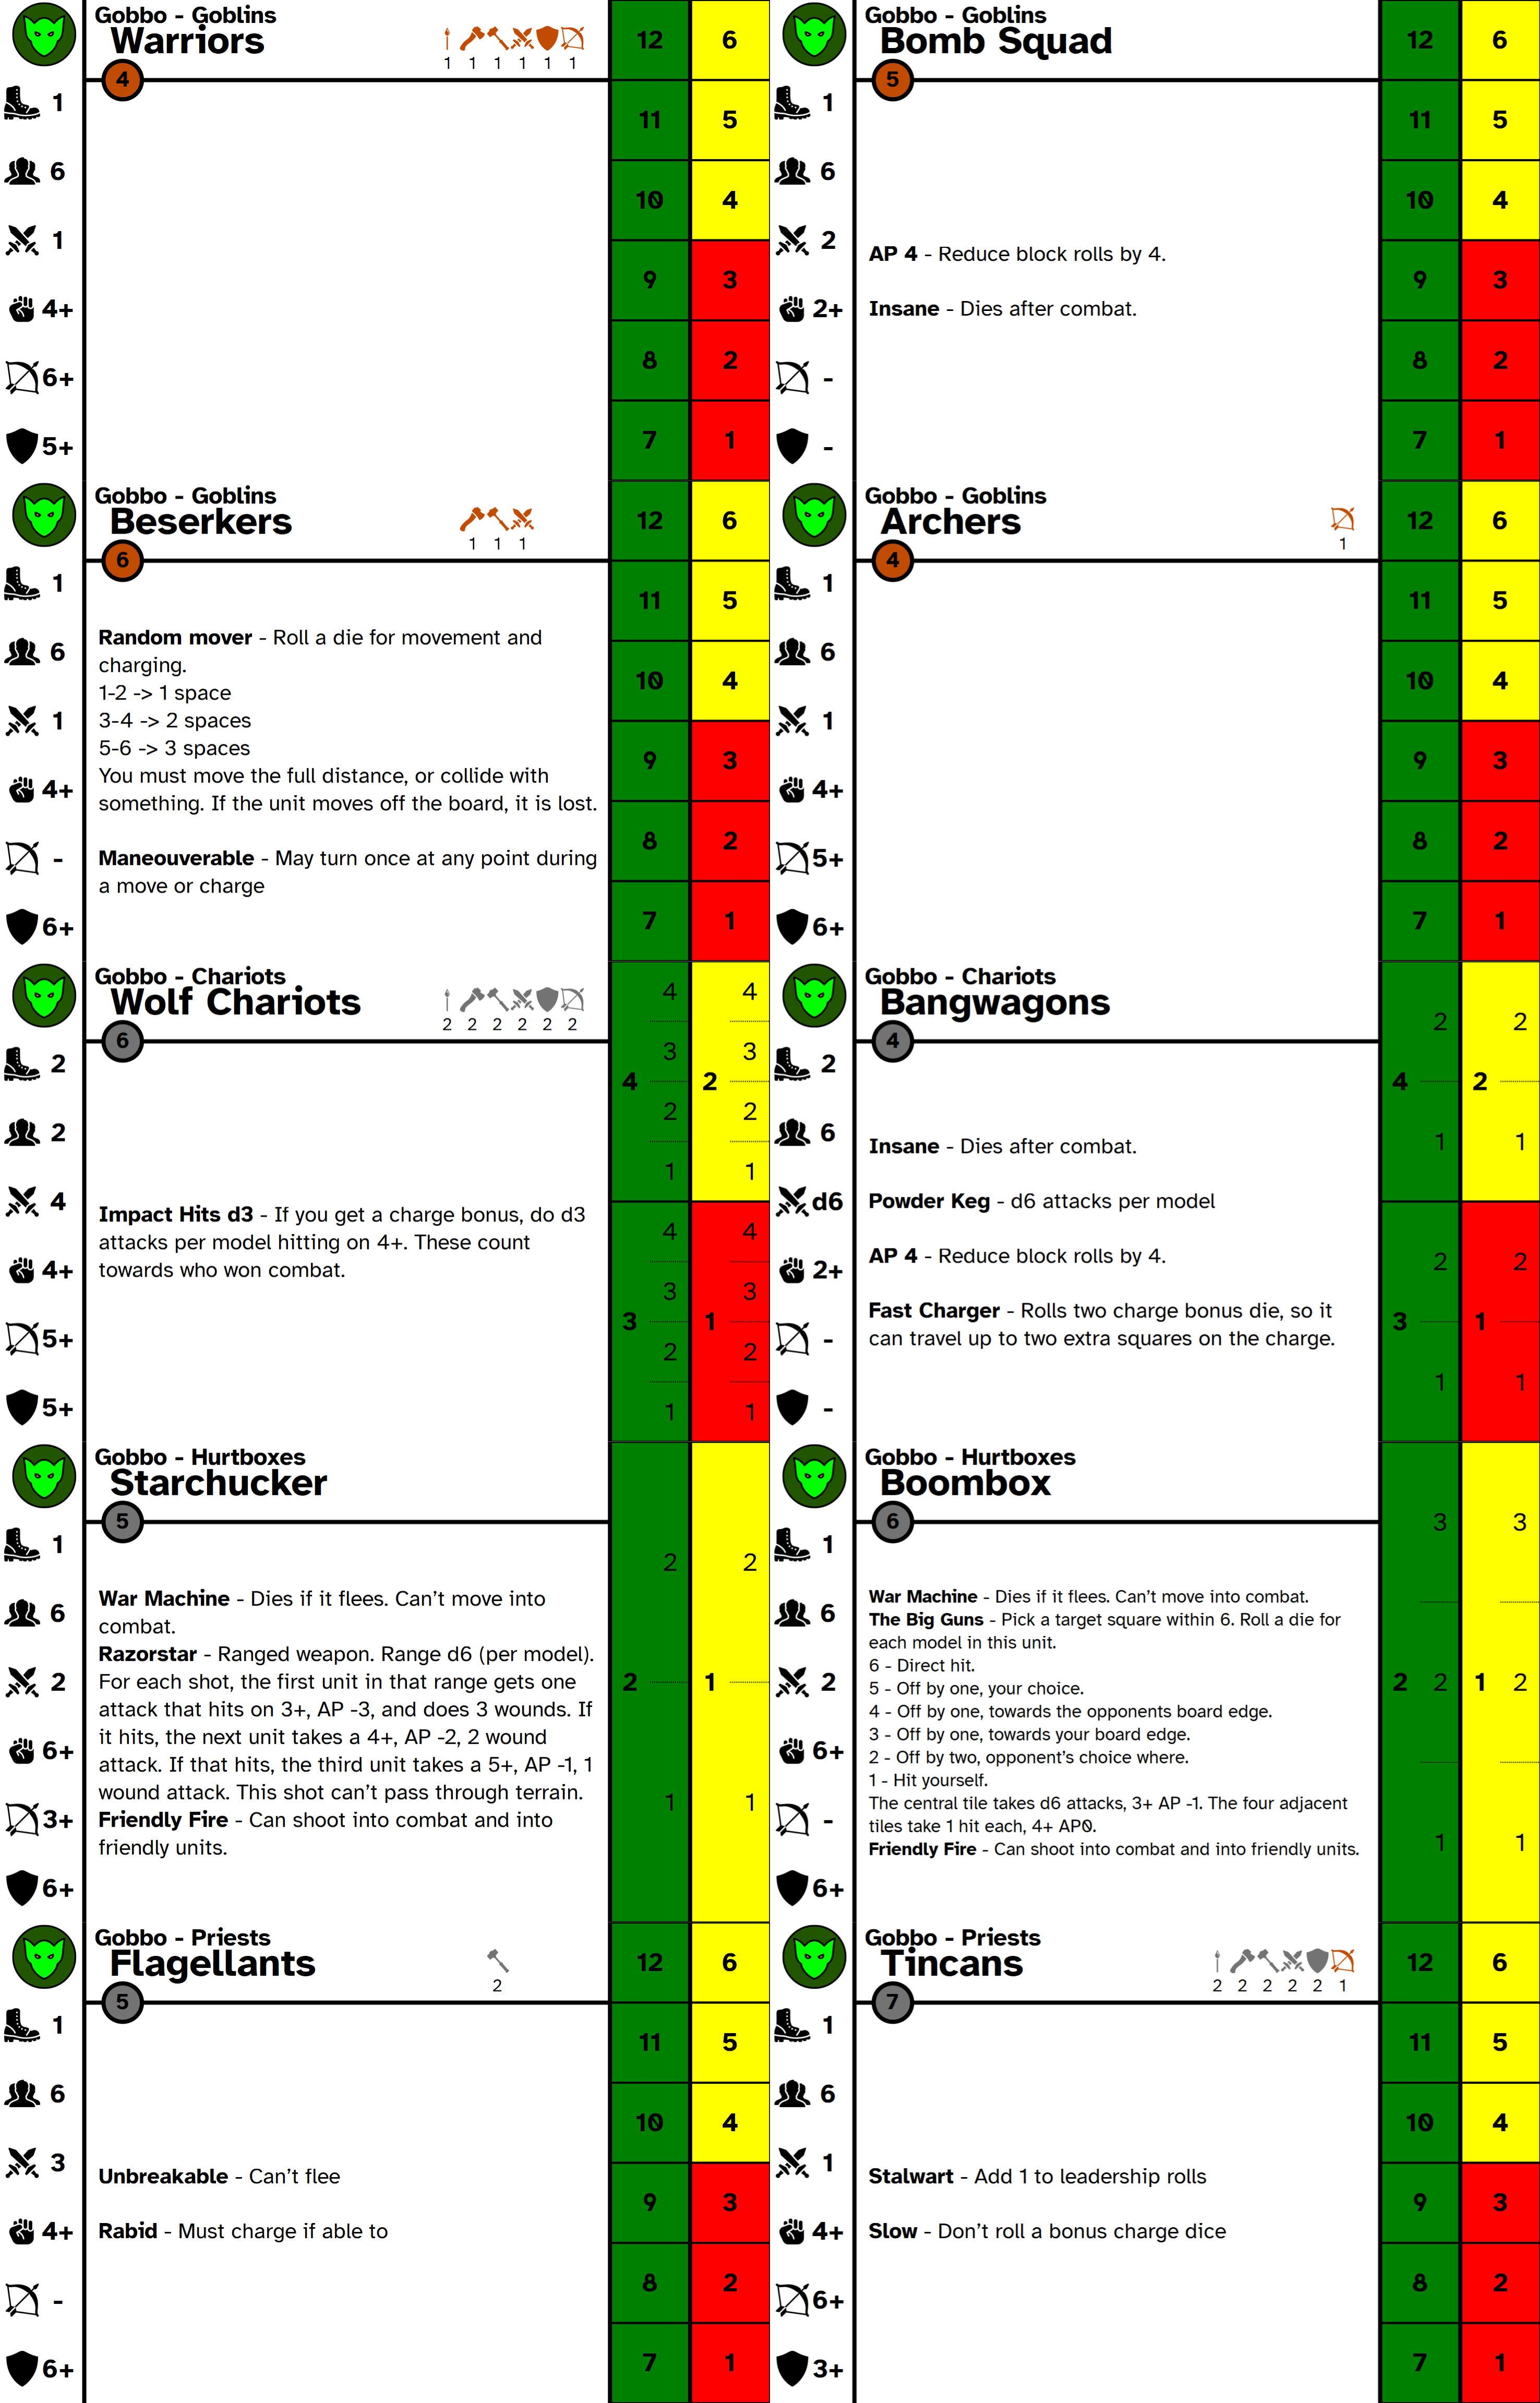 Gobbo - Goblins
Warriors
1 1 1 1 1 1
4
1
6
1
4+
6+
5+
12 6
11 5
10 4
9 3
8 2
7 1
Gobbo - Goblins
Bomb Squad
5
1
6
2
2+
-
-
AP 4 - Reduce block rolls by 4.
Insane - Dies after combat.
12 6
11 5
10 4
9 3
8 2
7 1
Gobbo - Goblins
Beserkers
1 1 1
6
1
6
1
4+
-
6+
Random mover - Roll a die for movement and
charging.
1-2 -> 1 space
3-4 -> 2 spaces
5-6 -> 3 spaces
You must move the full distance, or collide with
something. If the unit moves off the board, it is lost.
Maneouverable - May turn once at any point during
a move or charge
12 6
11 5
10 4
9 3
8 2
7 1
Gobbo - Goblins
Archers
1
4
1
6
1
4+
5+
6+
12 6
11 5
10 4
9 3
8 2
7 1
Gobbo - Chariots
Wolf Chariots
2 2 2 2 2 2
6
2
2
4
4+
5+
5+
Impact Hits d3 - If you get a charge bonus, do d3
attacks per model hitting on 4+. These count
towards who won combat.
4 4
3 3
4 2
2 2
1 1
4 4
3 3
3 1
2 2
1 1
Gobbo - Chariots
Bangwagons
4
2
6
d6
2+
-
-
Insane - Dies after combat.
Powder Keg - d6 attacks per model
AP 4 - Reduce block rolls by 4.
Fast Charger - Rolls two charge bonus die, so it
can travel up to two extra squares on the charge.
2 2
4 2
1 1
2 2
3 1
1 1
Gobbo - Hurtboxes
Starchucker
5
1
6
2
6+
3+
6+
War Machine - Dies if it flees. Can't move into
combat.
Razorstar - Ranged weapon. Range d6 (per model).
For each shot, the first unit in that range gets one
attack that hits on 3+, AP -3, and does 3 wounds. If
it hits, the next unit takes a 4+, AP -2, 2 wound
attack. If that hits, the third unit takes a 5+, AP -1, 1
wound attack. This shot can't pass through terrain.
Friendly Fire - Can shoot into combat and into
friendly units.
2 2
2 1
1 1
Gobbo - Hurtboxes
Boombox
6
1
6
2
6+
-
6+
War Machine - Dies if it flees. Can't move into combat.
The Big Guns - Pick a target square within 6. Roll a die for
each model in this unit.
6 - Direct hit.
5 - Off by one, your choice.
4 - Off by one, towards the opponents board edge.
3 - Off by one, towards your board edge.
2 - Off by two, opponent's choice where.
1 - Hit yourself.
The central tile takes d6 attacks, 3+ AP -1. The four adjacent
tiles take 1 hit each, 4+ AP0.
Friendly Fire - Can shoot into combat and into friendly units.
3 3
2 2 1 2
1 1
Gobbo - Priests
Flagellants
2
5
1
6
3
4+
-
6+
Unbreakable - Can't flee
Rabid - Must charge if able to
12 6
11 5
10 4
9 3
8 2
7 1
Gobbo - Priests
Tincans
2 2 2 2 2 1
7
1
6
1
4+
6+
3+
Stalwart - Add 1 to leadership rolls
Slow - Don't roll a bonus charge dice
12 6
11 5
10 4
9 3
8 2
7 1